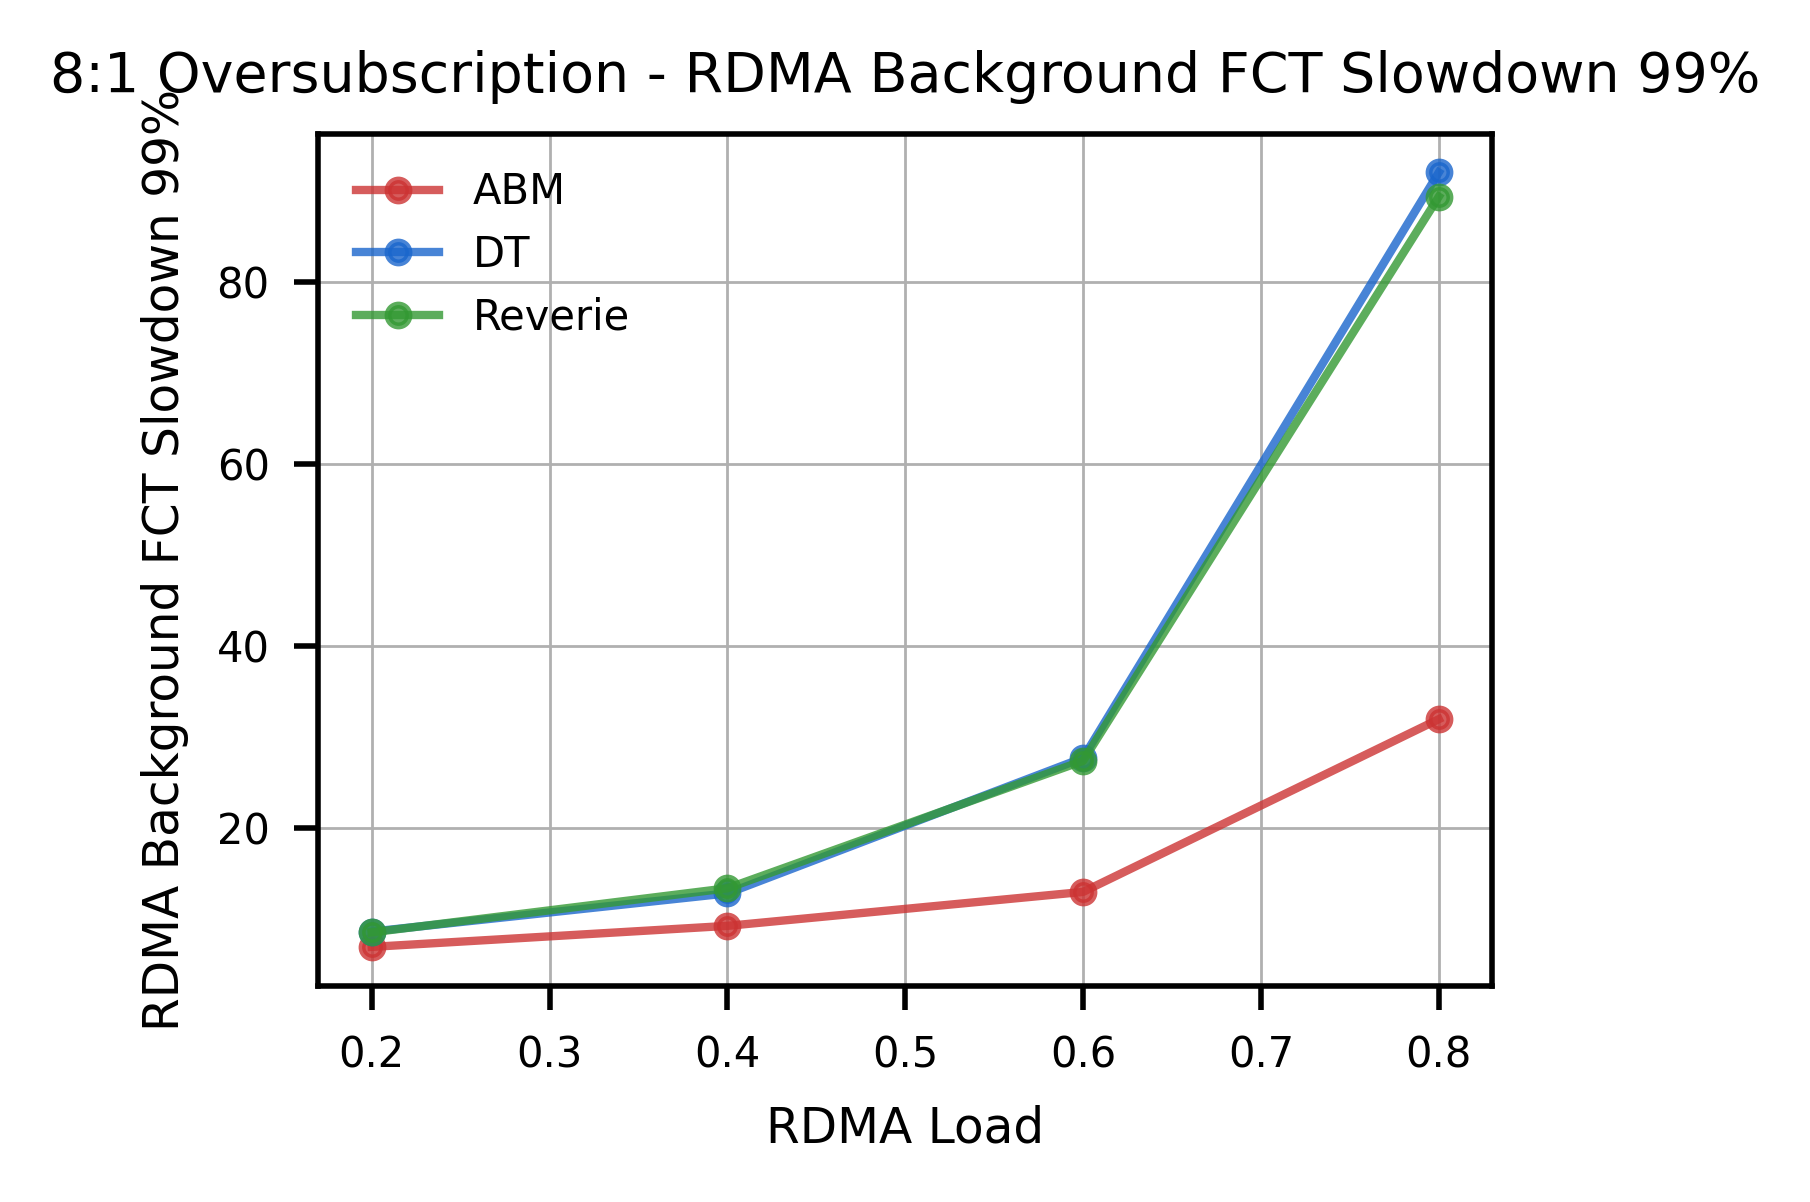 8:1 Oversubscription - RDMA Background FCT Slowdown 99%
RDMA Background FCT Slowdown 99%
ABM
DT
Reverie
80
60
40
20
0.2 0.3 0.4 0.5 0.6 0.7 0.8
RDMA Load